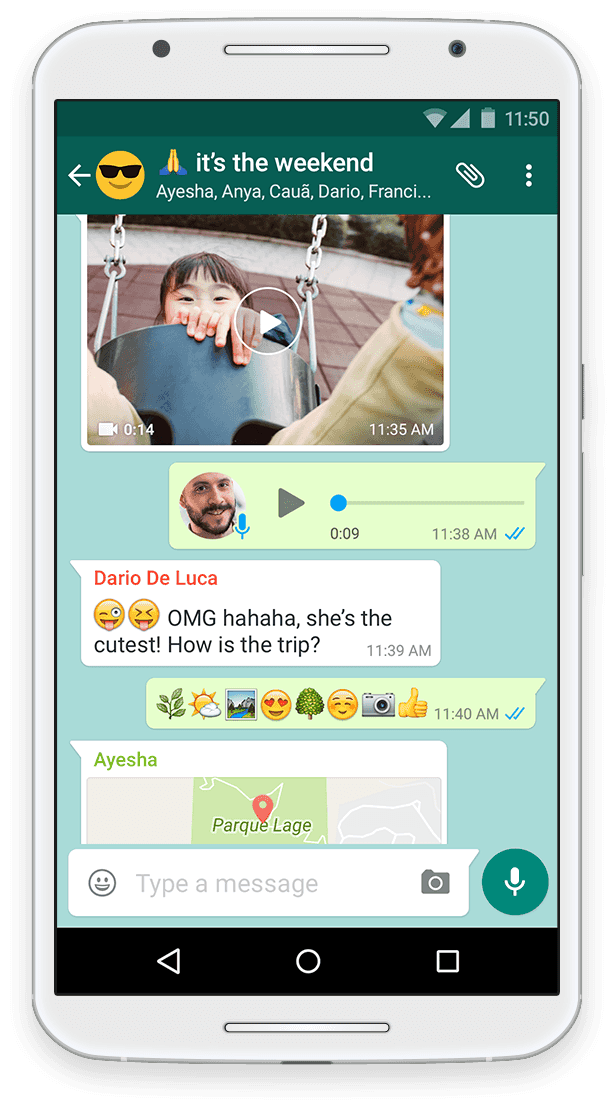 11:50
🙏 it's the weekend
Ayesha, Anya, Cauã, Dario, Franci...
0:14 11:35 AM
0:09 11:38 AM
Dario De Luca
😜😝 OMG hahaha, she's the
cutest! How is the trip?
11:39 AM
🌿🌤🏞😍🌳☺📷👍 11:40 AM
Ayesha
Parque Lage
Type a message